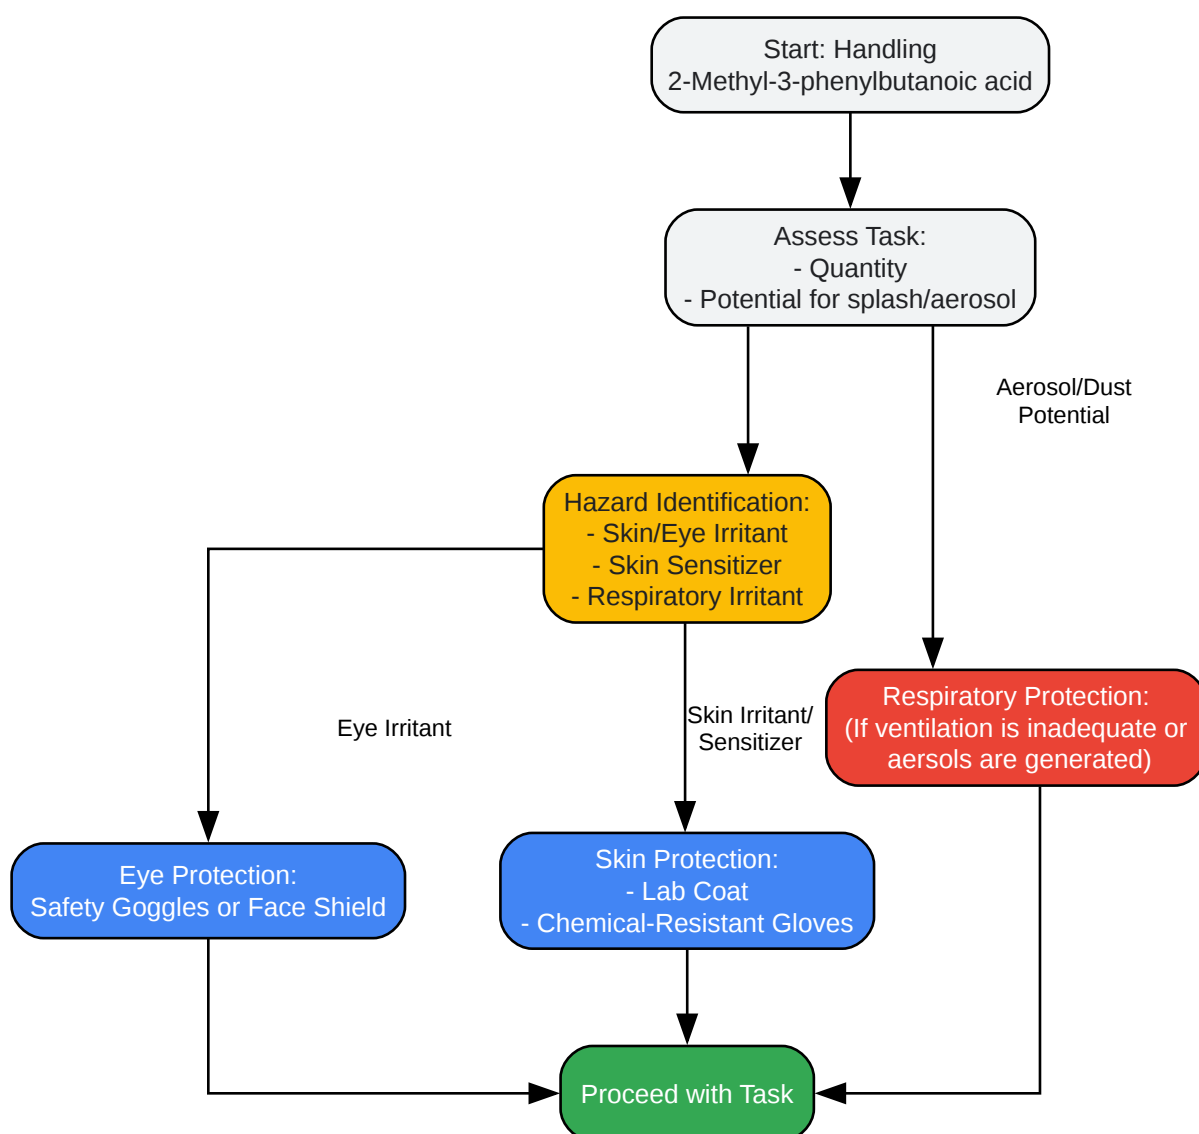 Start: Handling
2-Methyl-3-phenylbutanoic acid
Assess Task:
- Quantity
- Potential for splash/aerosol
Aerosol/Dust
Potential
Hazard Identification:
- Skin/Eye Irritant
- Skin Sensitizer
- Respiratory Irritant
Eye Irritant
Skin Irritant/
Sensitizer
Respiratory Protection:
(If ventilation is inadequate or
aersols are generated)
Eye Protection:
Safety Goggles or Face Shield
Skin Protection:
- Lab Coat
- Chemical-Resistant Gloves
Proceed with Task